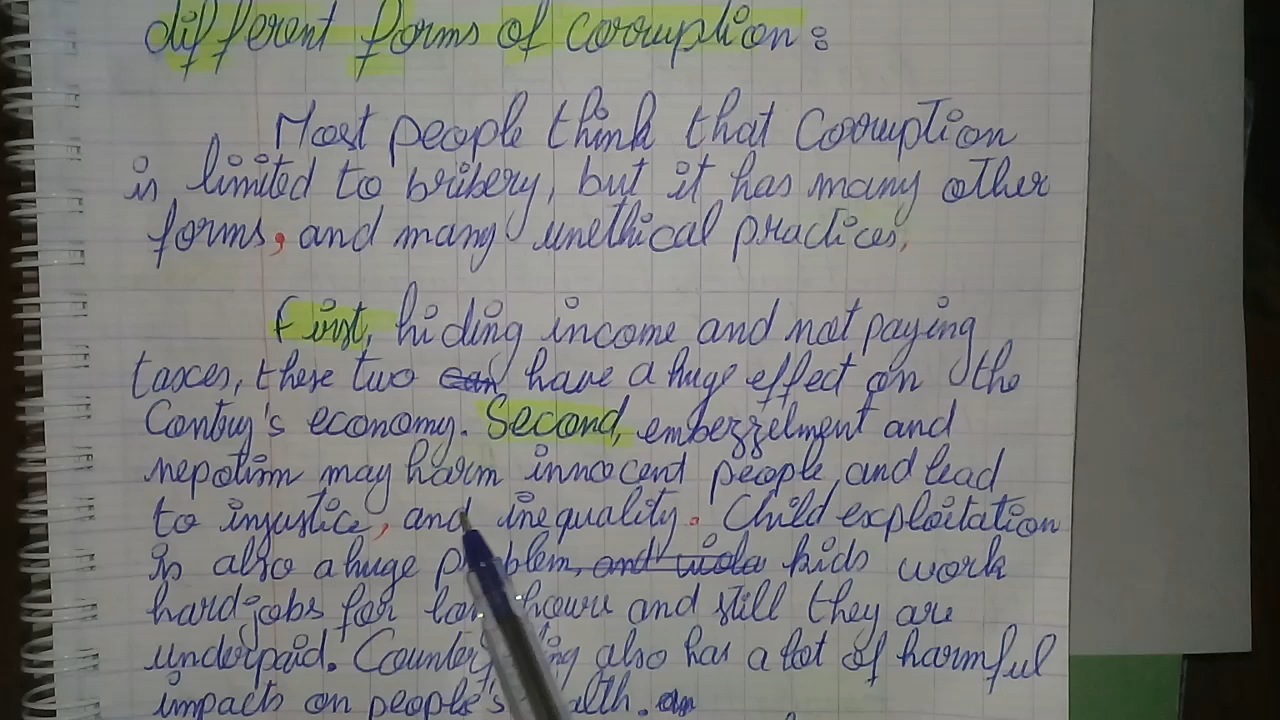 different forms of corruption:
Most people think that Corruption
is limited to bribery, but it has many other
forms, and many unethical practices.
First, hiding income and not paying
taxes, these two can have a huge effect on the
Contry's economy. Second, embezzelment and
nepotim may harm innocent people, and lead
to injustice, and inequality. Child exploitation
is also a huge problem, and kids work
hard jobs for and still they are
underpaid. also has a lot of harmful
impacts on people's